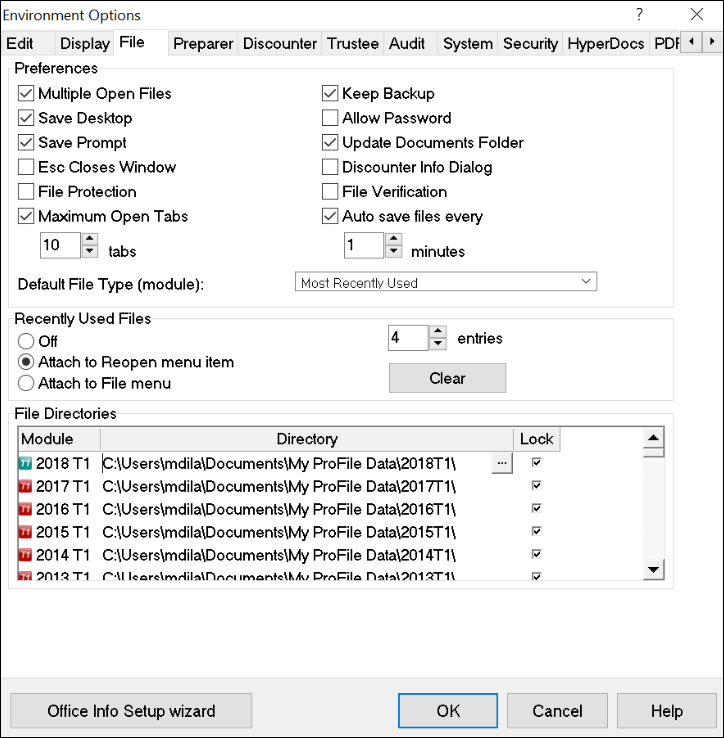 Environment Options ?
Edit Display File Preparer Discounter Trustee Audit System Security HyperDocs PDF
Preferences
Multiple Open Files Keep Backup
Save Desktop Allow Password
Save Prompt Update Documents Folder
Esc Closes Window Discounter Info Dialog
File Protection File Verification
Maximum Open Tabs Auto save files every
10 tabs 1 minutes
Default File Type (module): Most Recently Used
Recently Used Files
Off 4 entries
Attach to Reopen menu item
Attach to File menu Clear
File Directories
Module Directory Lock
T1 2018 T1 C:\Users\mdila\Documents\My ProFile Data\2018T1\ ...
T1 2017 T1 C:\Users\mdila\Documents\My ProFile Data\2017T1\
T1 2016 T1 C:\Users\mdila\Documents\My ProFile Data\2016T1\
T1 2015 T1 C:\Users\mdila\Documents\My ProFile Data\2015T1\
T1 2014 T1 C:\Users\mdila\Documents\My ProFile Data\2014T1\
T1 2013 T1 C:\Users\mdila\Documents\My ProFile Data\2013T1\
Office Info Setup wizard OK Cancel Help